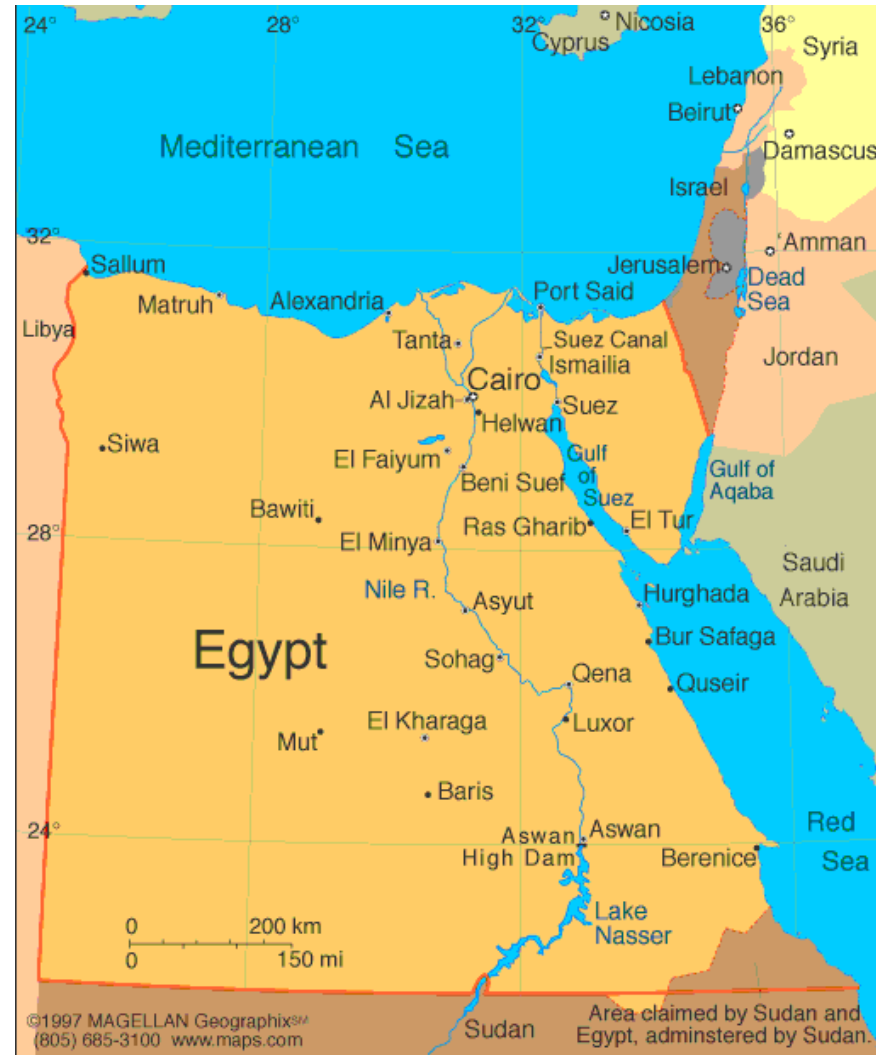 24°
28°
32°
36°
Nicosia
Cyprus
Syria
Lebanon
Beirut
Damascus
Mediterranean Sea
Israel
32°
Sallum
'Amman
Jerusalem
Dead
Sea
Matruh
Alexandria
Port Said
Libya
Tanta
Suez Canal
Ismailia
Jordan
Cairo
Al Jizah
Suez
Helwan
Siwa
El Faiyum
Gulf
of
Suez
Beni Suef
Gulf of
Aqaba
Bawiti
Ras Gharib
El Tur
28°
El Minya
Saudi
Arabia
Nile R.
Asyut
Hurghada
Egypt
Bur Safaga
Sohag
Qena
Quseir
El Kharaga
Luxor
Mut
Baris
24°
Aswan
High Dam
Aswan
Berenice
Red
Sea
Lake
Nasser
0 200 km
0 150 mi
©1997 MAGELLAN Geographix℠
(805) 685-3100 www.maps.com
Sudan
Area claimed by Sudan and
Egypt, adminstered by Sudan.